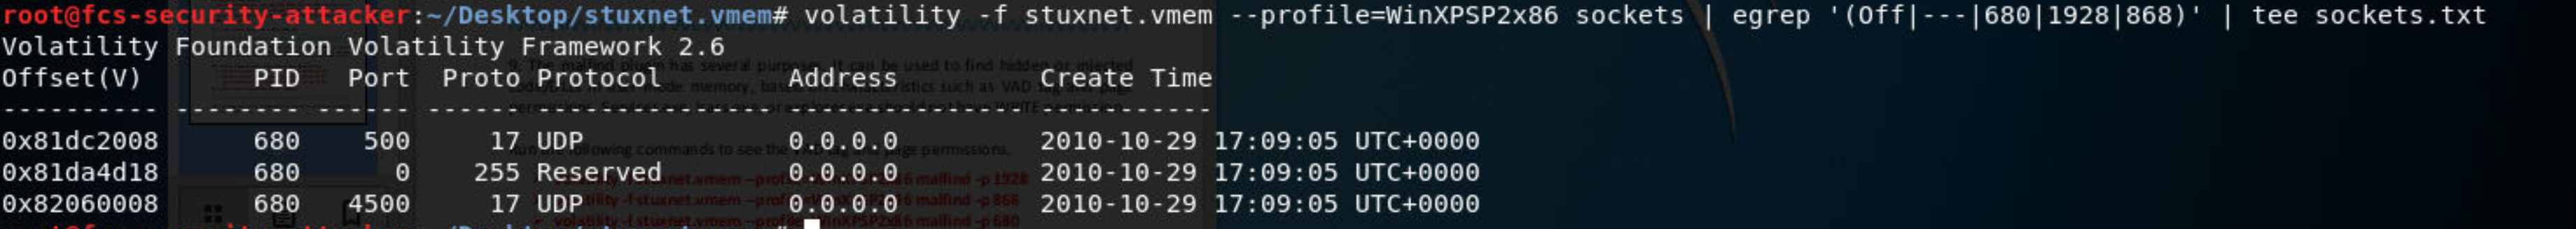 root@fcs-security-attacker:~/Desktop/stuxnet.vmem# volatility -f stuxnet.vmem --profile=WinXPSP2x86 sockets | egrep '(Off|---|680|1928|868)' | tee sockets.txt
Volatility Foundation Volatility Framework 2.6
Offset(V) PID Port Proto Protocol Address Create Time
---------- -------- ------ ------ --------------- --------------- -----------
0x81dc2008 680 500 17 UDP 0.0.0.0 2010-10-29 17:09:05 UTC+0000
0x81da4d18 680 0 255 Reserved 0.0.0.0 2010-10-29 17:09:05 UTC+0000
0x82060008 680 4500 17 UDP 0.0.0.0 2010-10-29 17:09:05 UTC+0000